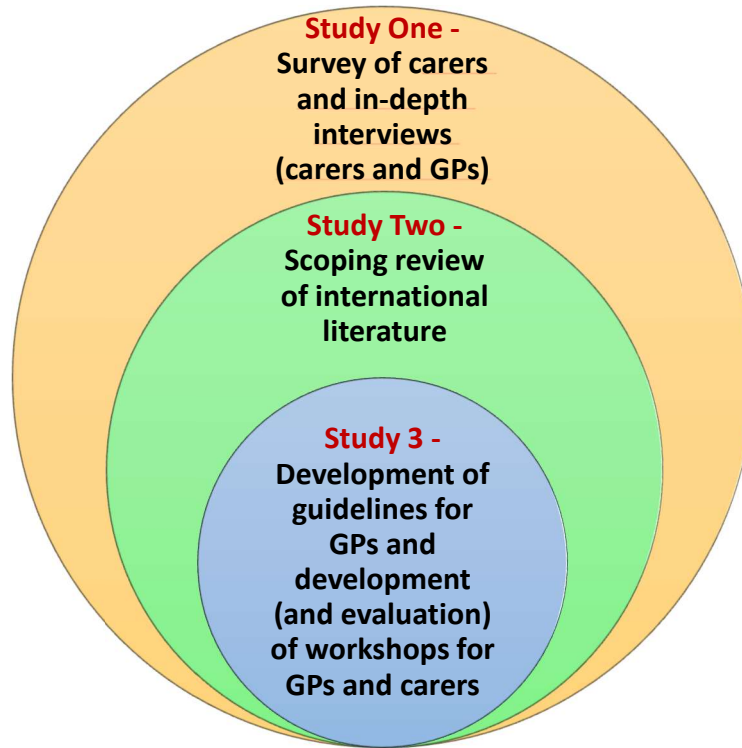 Study One -
Survey of carers
and in-depth
interviews
(carers and GPs)
Study Two -
Scoping review
of international
literature
Study 3 -
Development of
guidelines for
GPs and
development
(and evaluation)
of workshops for
GPs and carers